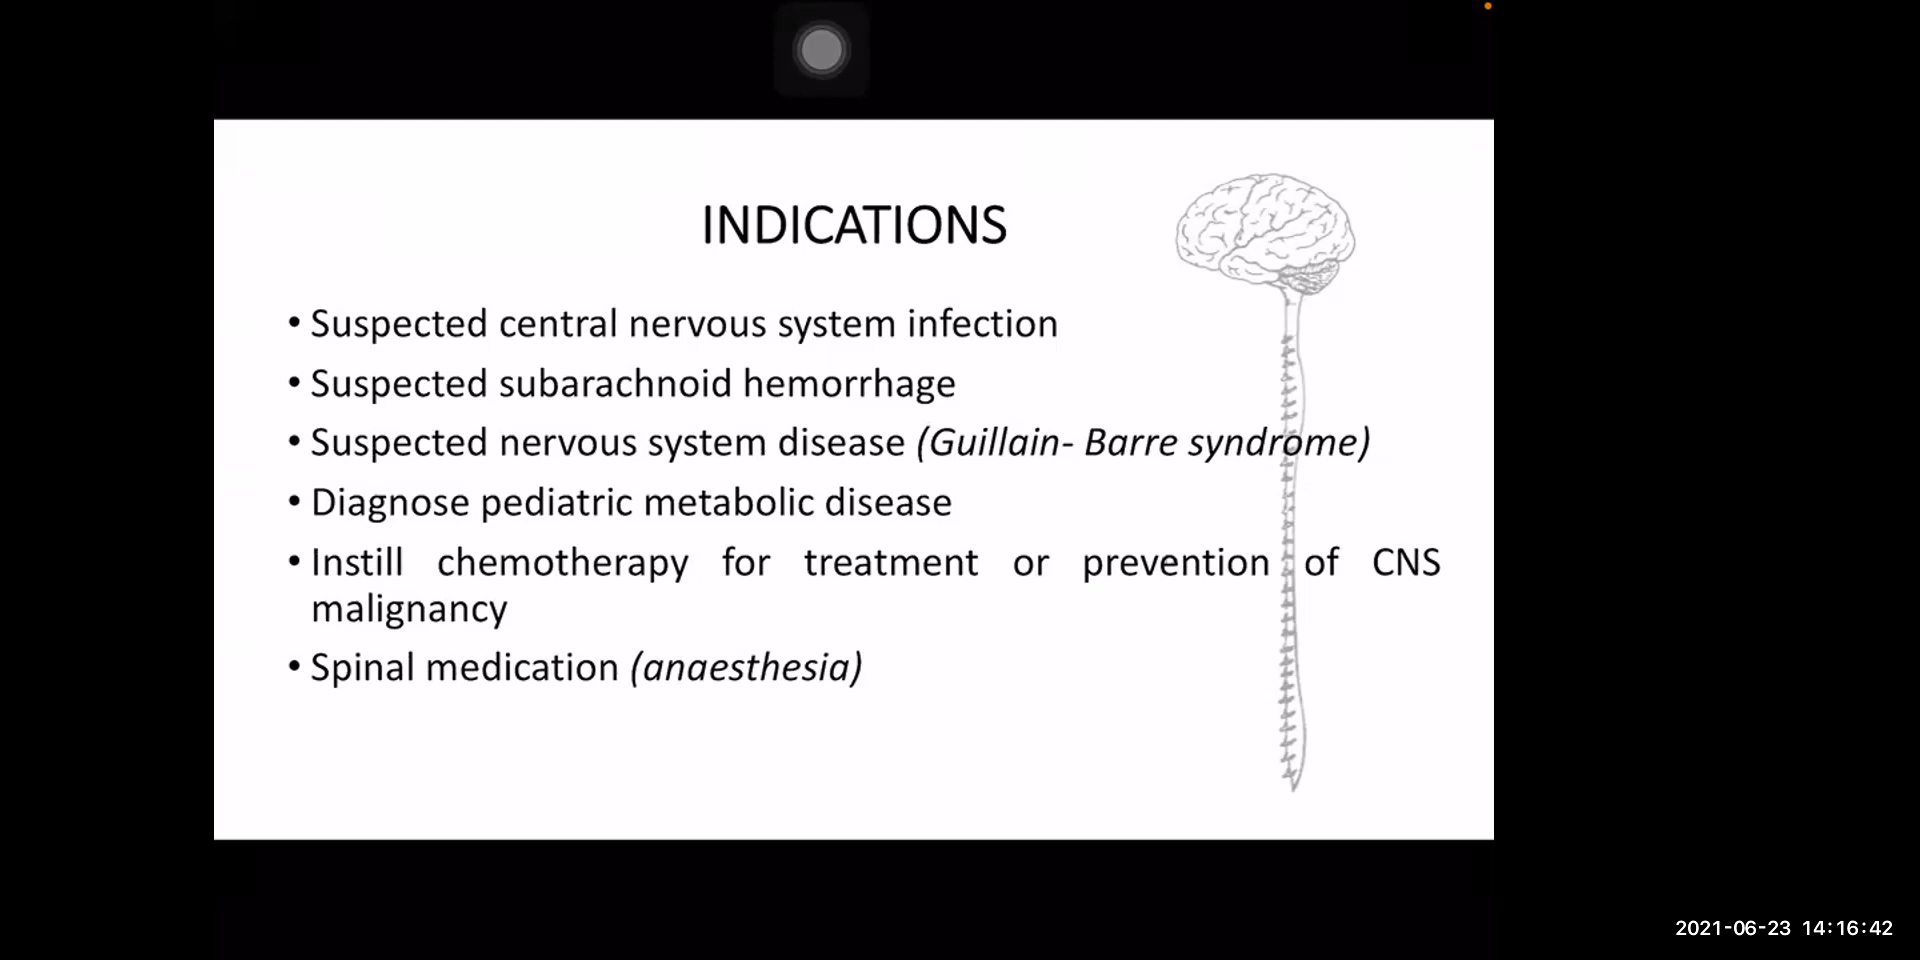 INDICATIONS
• Suspected central nervous system infection
• Suspected subarachnoid hemorrhage
• Suspected nervous system disease (Guillain- Barre syndrome)
• Diagnose pediatric metabolic disease
• Instill chemotherapy for treatment or prevention of CNS
malignancy
• Spinal medication (anaesthesia)
2021-06-23 14:16:42